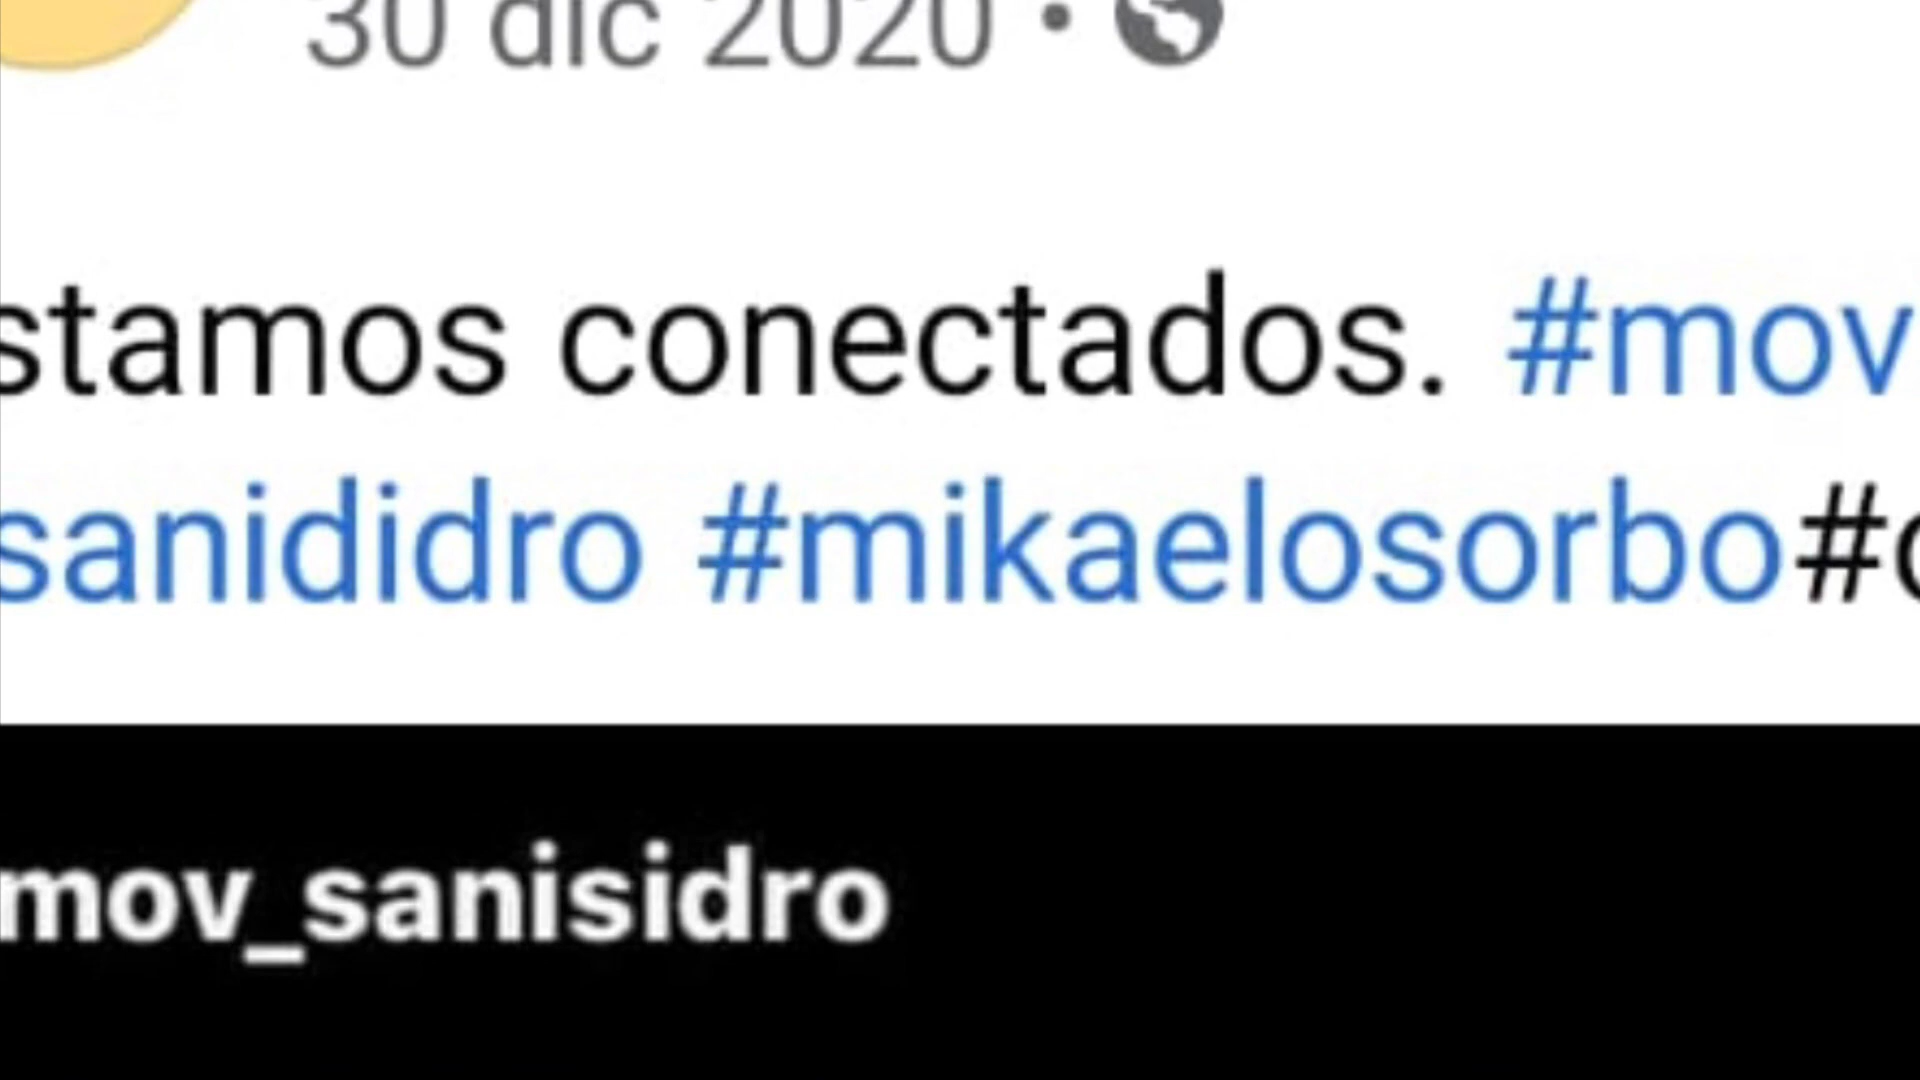 30 dic 2020
stamos conectados. #mov
sanididro #mikaelosorbo#
mov_sanisidro